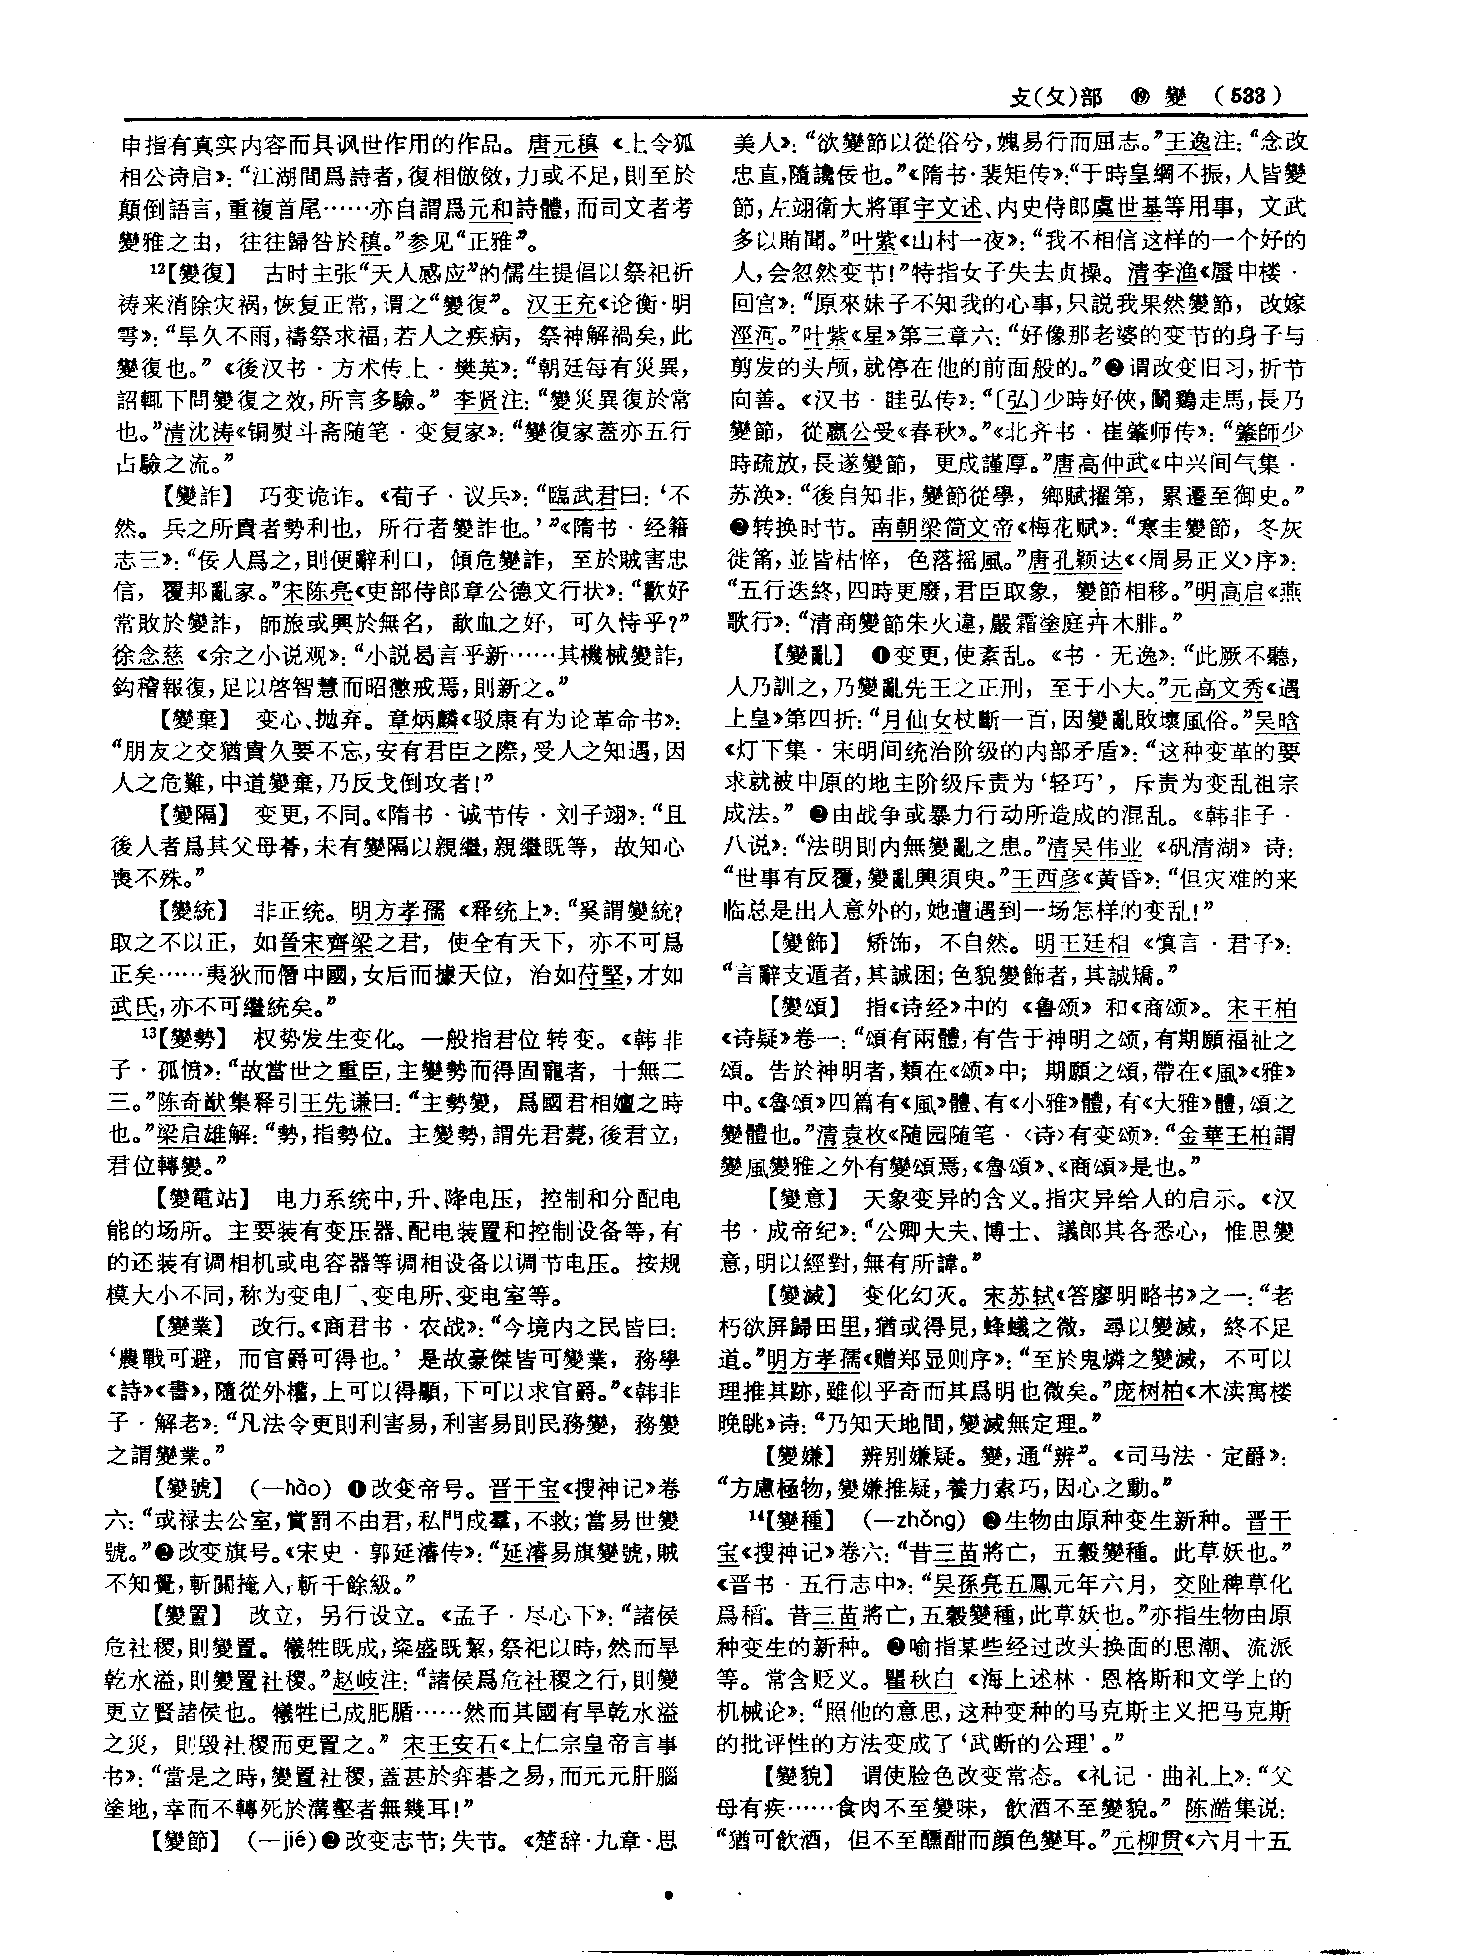 攴(攵)部　⑲ 變 (533)
申指有真实内容而具讽世作用的作品。唐元稹《上令狐
相公诗启》：“江湖間爲詩者，復相倣傚，力或不足，則至於
顛倒語言，重複首尾……亦自謂爲元和詩體，而司文者考
變雅之由，往往歸咎於稹。”参见“正雅”。
12【變復】　古时主张“天人感应”的儒生提倡以祭祀祈
祷来消除灾祸，恢复正常，谓之“變復”。汉王充《论衡·明
雩》：“旱久不雨，禱祭求福，若人之疾病，祭神解禍矣，此
變復也。”《後汉书·方术传上·樊英》：“朝廷每有災異，
詔輒下問變復之效，所言多驗。”李贤注：“變災異復於常
也。”清沈涛《铜熨斗斋随笔·变复家》：“變復家蓋亦五行
占驗之流。”
【變詐】　巧变诡诈。《荀子·议兵》：“臨武君曰：‘不
然。兵之所貴者勢利也，所行者變詐也。’”《隋书·经籍
志三》：“佞人爲之，則便辭利口，傾危變詐，至於賊害忠
信，覆邦亂家。”宋陈亮《吏部侍郎章公德文行状》：“歡好
常敗於變詐，師旅或興於無名，歃血之好，可久恃乎？”
徐念慈《余之小说观》：“小説曷言乎新……其機械變詐，
鈎稽報復，足以啓智慧而昭懲戒焉，則新之。”
【變棄】　变心、抛弃。章炳麟《驳康有为论革命书》：
“朋友之交猶貴久要不忘，安有君臣之際，受人之知遇，因
人之危難，中道變棄，乃反戈倒攻者！”
【變隔】　变更，不同。《隋书·诚节传·刘子翊》：“且
後人者爲其父母朞，未有變隔以親繼，親繼既等，故知心
喪不殊。”
【變統】　非正统。明方孝孺《释统上》：“奚謂變統？
取之不以正，如晉宋齊梁之君，使全有天下，亦不可爲
正矣……夷狄而僭中國，女后而據天位，治如苻堅，才如
武氏，亦不可繼統矣。”
13【變勢】　权势发生变化。一般指君位转变。《韩非
子·孤愤》：“故當世之重臣，主變勢而得固寵者，十無二
三。”陈奇猷集释引王先谦曰：“主勢變，爲國君相嬗之時
也。”梁启雄解：“勢，指勢位。主變勢，謂先君薨，後君立，
君位轉變。”
【變電站】　电力系统中，升、降电压，控制和分配电
能的场所。主要装有变压器、配电装置和控制设备等，有
的还装有调相机或电容器等调相设备以调节电压。按规
模大小不同，称为变电厂、变电所、变电室等。
【變業】　改行。《商君书·农战》：“今境内之民皆曰：
‘農戰可避，而官爵可得也。’是故豪傑皆可變業，務學
《詩》《書》，隨從外權，上可以得顯，下可以求官爵。”《韩非
子·解老》：“凡法令更則利害易，利害易則民務變，務變
之謂變業。”
【變號】　(—hào) ❶改变帝号。晋干宝《搜神记》卷
六：“或禄去公室，賞罰不由君，私門成羣，不救；當易世變
號。”❷改变旗号。《宋史·郭延濬传》：“延濬易旗變號，賊
不知覺，斬關掩入，斬千餘級。”
【變置】　改立，另行设立。《孟子·尽心下》：“諸侯
危社稷，則變置。犧牲既成，粢盛既絜，祭祀以時，然而旱
乾水溢，則變置社稷。”赵岐注：“諸侯爲危社稷之行，則變
更立賢諸侯也。犧牲已成肥腯……然而其國有旱乾水溢
之災，則毁社稷而更置之。”宋王安石《上仁宗皇帝言事
书》：“當是之時，變置社稷，蓋甚於弈碁之易，而元元肝腦
塗地，幸而不轉死於溝壑者無幾耳！”
【變節】　(—jié)❷改变志节；失节。《楚辞·九章·思
美人》：“欲變節以從俗兮，媿易行而屈志。”王逸注：“念改
忠直，隨讒佞也。”《隋书·裴矩传》：“于時皇綱不振，人皆變
節，左翊衛大將軍宇文述、内史侍郎虞世基等用事，文武
多以賄聞。”叶紫《山村一夜》：“我不相信这样的一个好的
人，会忽然变节！”特指女子失去贞操。清李渔《蜃中楼·
回宫》：“原來妹子不知我的心事，只説我果然變節，改嫁
涇河。”叶紫《星》第三章六：“好像那老婆的变节的身子与
剪发的头颅，就停在他的前面般的。”❷谓改变旧习，折节
向善。《汉书·眭弘传》：“〔弘〕少時好俠，鬭鷄走馬，長乃
變節，從嬴公受《春秋》。”《北齐书·崔肇师传》：“肇師少
時疏放，長遂變節，更成謹厚。”唐高仲武《中兴间气集·
苏涣》：“後自知非，變節從學，鄉賦擢第，累遷至御史。”
❷转换时节。南朝梁简文帝《梅花赋》：“寒圭變節，冬灰
徙筩，並皆枯悴，色落摇風。”唐孔颖达《〈周易正义〉序》：
“五行迭終，四時更廢，君臣取象，變節相移。”明高启《燕
歌行》：“清商變節朱火違，嚴霜塗庭卉木腓。”
【變亂】　❶变更，使紊乱。《书·无逸》：“此厥不聽，
人乃訓之，乃變亂先王之正刑，至于小大。”元高文秀《遇
上皇》第四折：“月仙女杖斷一百，因變亂敗壞風俗。”吴晗
《灯下集·宋明间统治阶级的内部矛盾》：“这种变革的要
求就被中原的地主阶级斥责为‘轻巧’，斥责为变乱祖宗
成法。”❷由战争或暴力行动所造成的混乱。《韩非子·
八说》：“法明則内無變亂之患。”清吴伟业《矾清湖》诗：
“世事有反覆，變亂興須臾。”王西彦《黄昏》：“但灾难的来
临总是出人意外的，她遭遇到一场怎样的变乱！”
【變飾】　矫饰，不自然。明王廷相《慎言·君子》：
“言辭支遁者，其誠困；色貌變飾者，其誠矯。”
【變頌】　指《诗经》中的《鲁颂》和《商颂》。宋王柏
《诗疑》卷一：“頌有兩體，有告于神明之颂，有期願福祉之
頌。告於神明者，類在《颂》中；期願之頌，帶在《風》《雅》
中。《魯頌》四篇有《風》體、有《小雅》體，有《大雅》體，頌之
變體也。”清袁枚《随园随笔·〈诗〉有变颂》：“金華王柏謂
變風變雅之外有變頌焉，《魯頌》、《商頌》是也。”
【變意】　天象变异的含义。指灾异给人的启示。《汉
书·成帝纪》：“公卿大夫、博士、議郎其各悉心，惟思變
意，明以經對，無有所諱。”
【變滅】　变化幻灭。宋苏轼《答廖明略书》之一：“老
朽欲屏歸田里，猶或得見，蜂蟻之微，尋以變滅，終不足
道。”明方孝孺《赠郑显则序》：“至於鬼燐之變滅，不可以
理推其跡，雖似乎奇而其爲明也微矣。”庞树柏《木渎寓楼
晚眺》诗：“乃知天地間，變滅無定理。”
【變嫌】　辨别嫌疑。變，通“辨”。《司马法·定爵》：
“方慮極物，變嫌推疑，養力索巧，因心之動。”
14【變種】　(—zhǒng) ❷生物由原种变生新种。晋干
宝《搜神记》卷六：“昔三苗將亡，五穀變種。此草妖也。”
《晋书·五行志中》：“吴孫亮五鳳元年六月，交阯稗草化
爲稻。昔三苗將亡，五穀變種，此草妖也。”亦指生物由原
种变生的新种。❷喻指某些经过改头换面的思潮、流派
等。常含贬义。瞿秋白《海上述林·恩格斯和文学上的
机械论》：“照他的意思，这种变种的马克斯主义把马克斯
的批评性的方法变成了‘武断的公理’。”
【變貌】　谓使脸色改变常态。《礼记·曲礼上》：“父
母有疾……食肉不至變味，飲酒不至變貌。”陈澔集说：
“猶可飲酒，但不至醺酣而顔色變耳。”元柳贯《六月十五